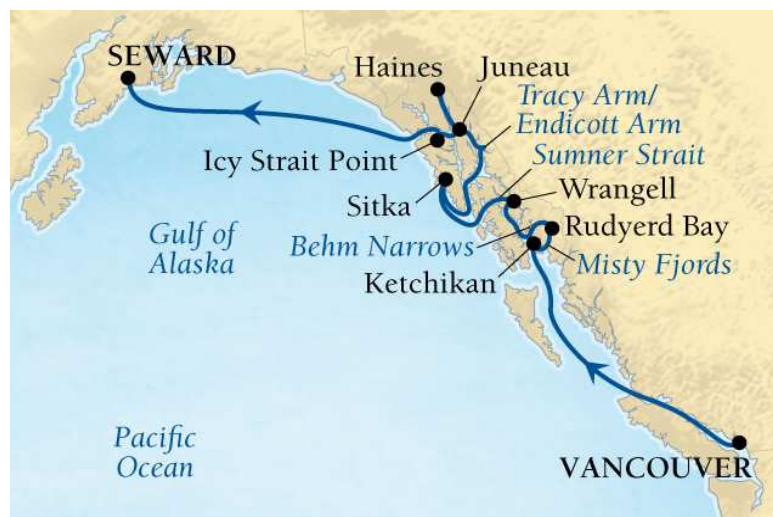 SEWARD
Haines
Juneau
Tracy Arm/
Endicott Arm
Icy Strait Point
Sumner Strait
Sitka
Wrangell
Gulf of
Alaska
Behm Narrows
Rudyerd Bay
Ketchikan
Misty Fjords
Pacific
Ocean
VANCOUVER